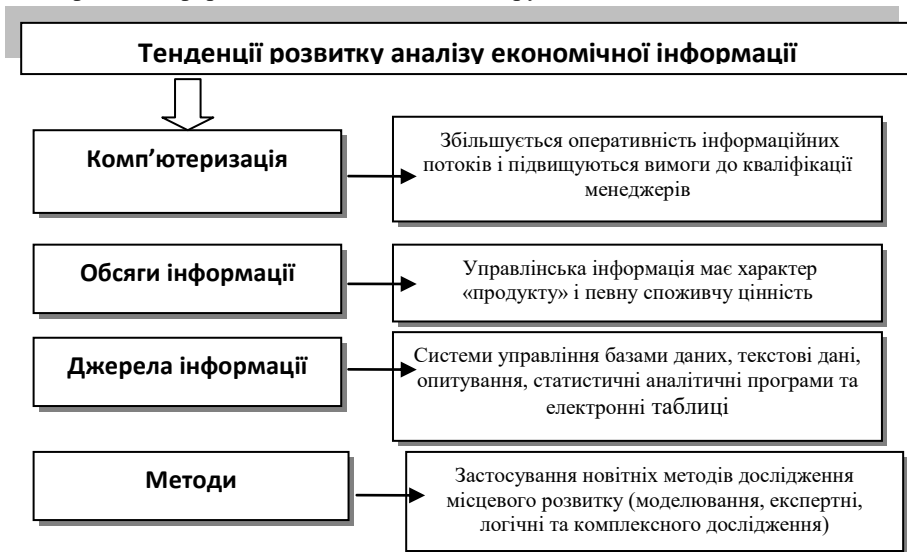 Тенденції розвитку аналізу економічної інформації
Комп’ютеризація
Збільшується оперативність інформаційних
потоків і підвищуються вимоги до кваліфікації
менеджерів
Обсяги інформації
Управлінська інформація має характер
«продукту» і певну споживчу цінність
Джерела інформації
Системи управління базами даних, текстові дані,
опитування, статистичні аналітичні програми та
електронні таблиці
Методи
Застосування новітніх методів дослідження
місцевого розвитку (моделювання, експертні,
логічні та комплексного дослідження)